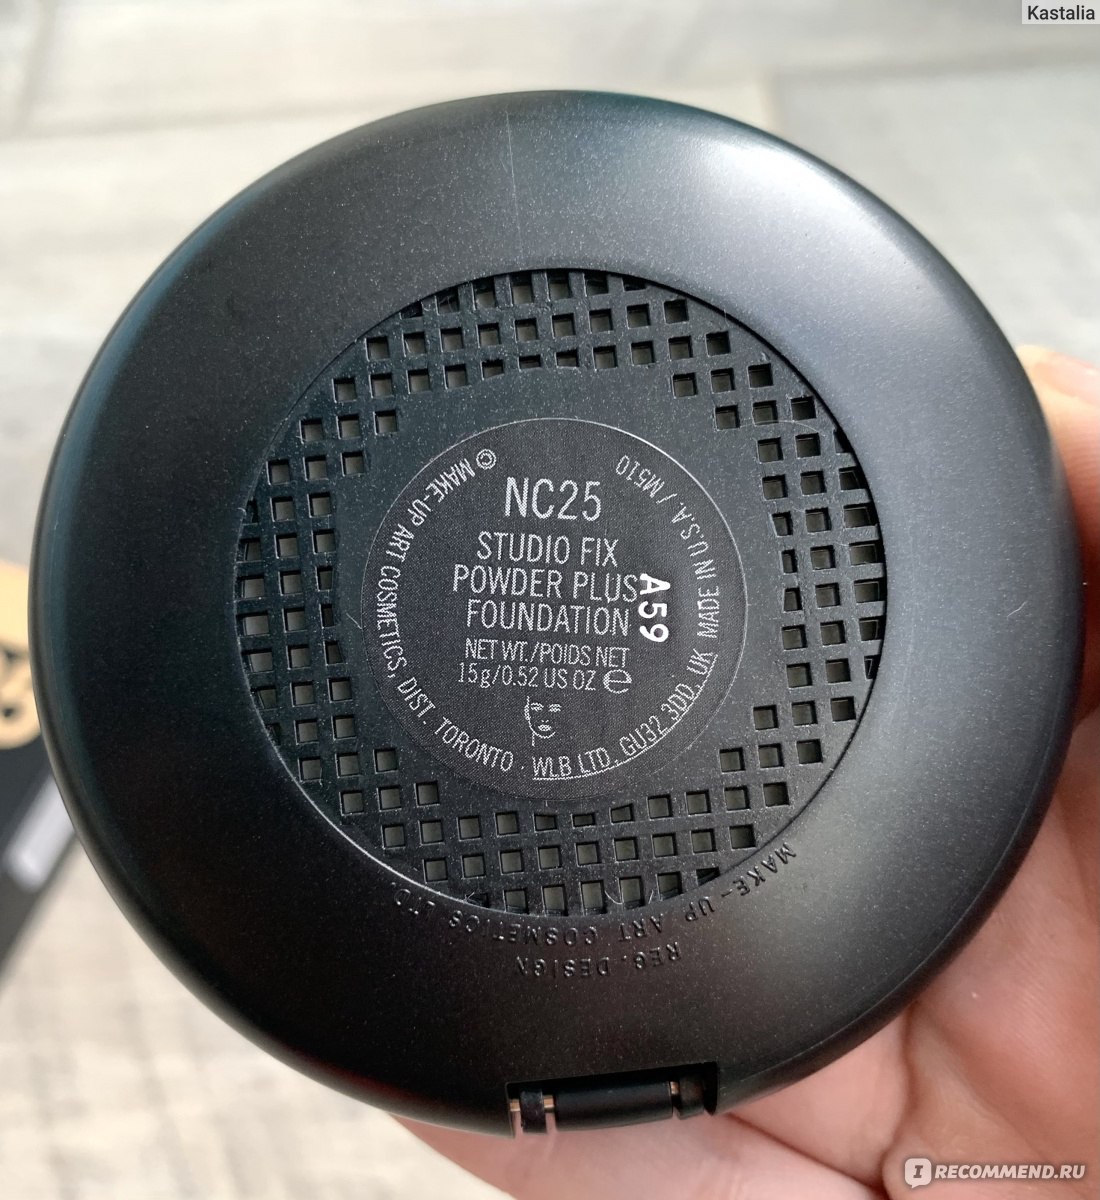 Kastalia
NC25
STUDIO FIX
POWDER PLUS
FOUNDATION
A59
NET WT./POIDS NET
15g/0.52 US OZ ℮
© MAKE-UP ART COSMETICS, DIST. TORONTO · WLB LTD, GU32 3DD, UK MADE IN U.S.A. / M510
MAKE-UP ART COSMETICS LTD.
REG. DESIGN
IRECOMMEND.RU